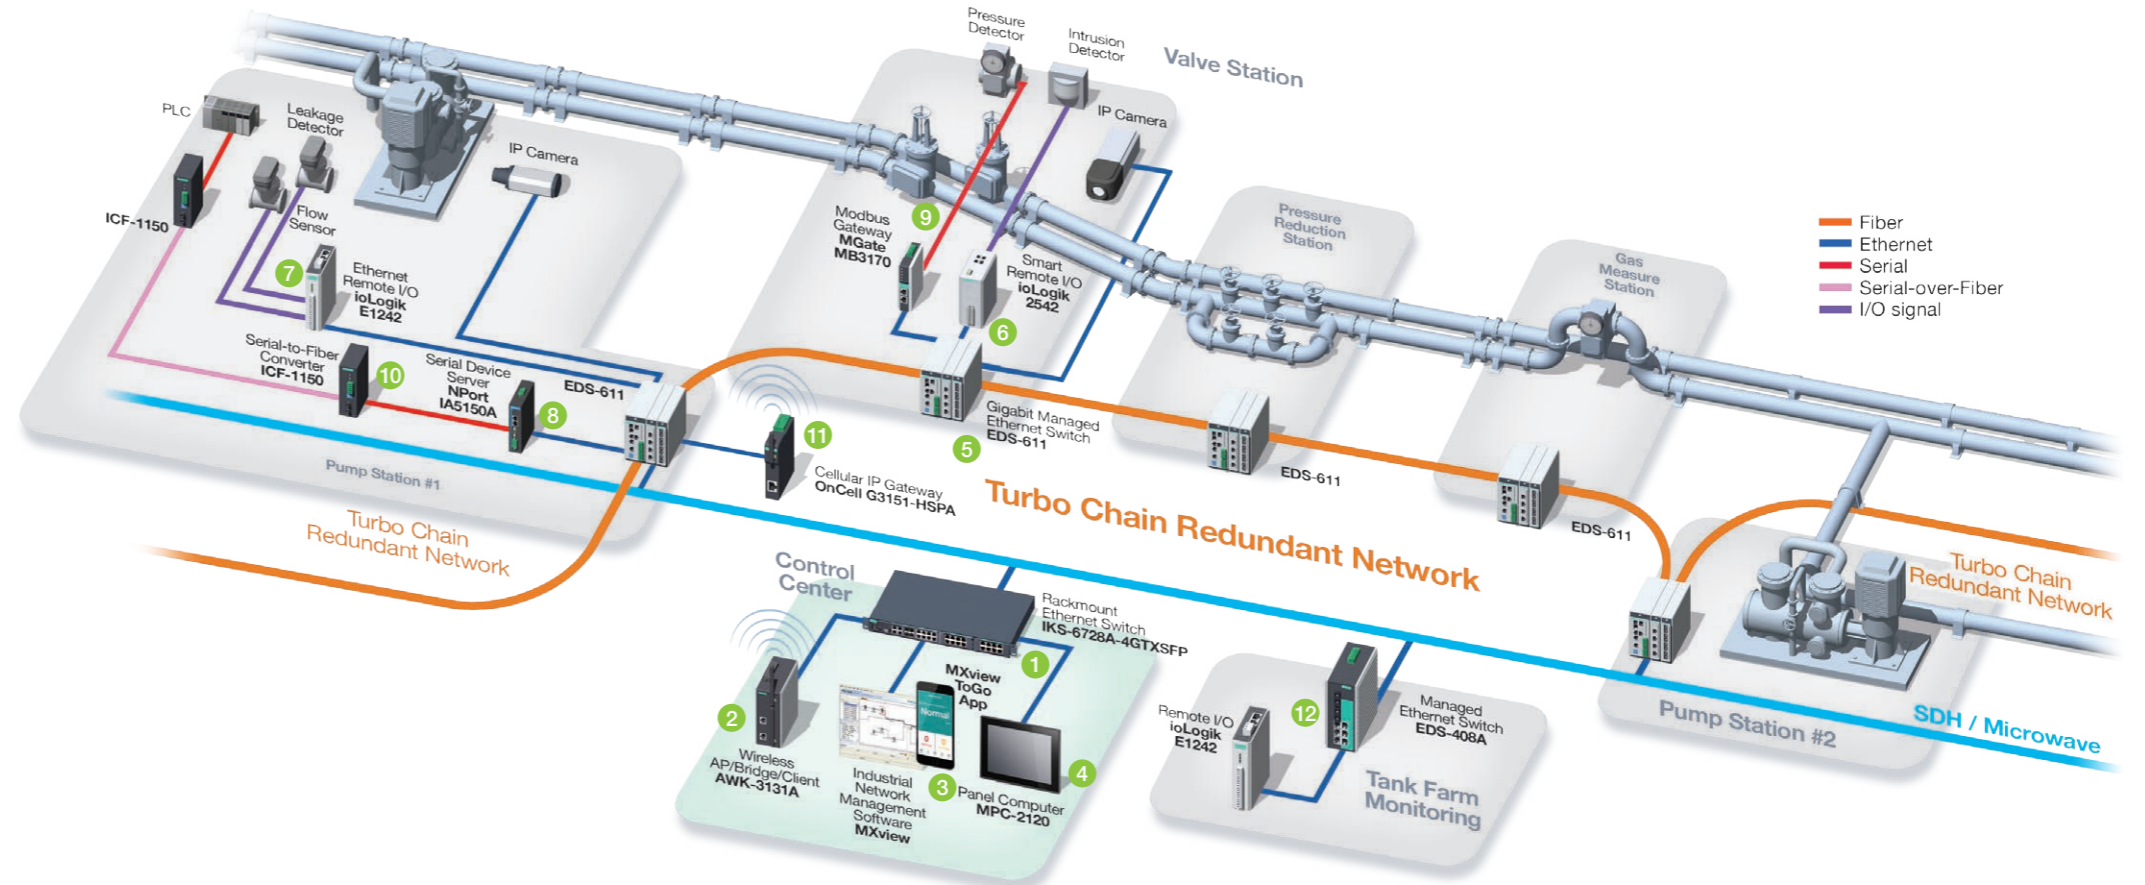 Pressure
Detector
Intrusion
Detector
Valve Station
IP Camera
PLC
Leakage
Detector
IP Camera
ICF-1150
Flow
Sensor
7
Ethernet
Remote I/O
ioLogik
E1242
Serial-to-Fiber
Converter
ICF-1150
10
Serial Device
Server
NPort
IA5150A
8
EDS-611
Pump Station #1
Modbus
Gateway
MGate
MB3170
9
Smart
Remote I/O
ioLogik
2542
6
Pressure
Reduction
Station
Gas
Measure
Station
Fiber
Ethernet
Serial
Serial-over-Fiber
I/O signal
11
Cellular IP Gateway
OnCell G3151-HSPA
5
Gigabit Managed
Ethernet Switch
EDS-611
EDS-611
EDS-611
Turbo Chain Redundant Network
Turbo Chain
Redundant Network
Turbo Chain
Redundant Network
Control
Center
Rackmount
Ethernet Switch
IKS-6728A-4GTXSFP
1
MXview
ToGo
App
Normal
2
Wireless
AP/Bridge/Client
AWK-3131A
Industrial
Network
Management
Software
MXview
3
Panel Computer
MPC-2120
4
Remote I/O
ioLogik
E1242
12
Managed
Ethernet Switch
EDS-408A
Tank Farm
Monitoring
Pump Station #2
SDH / Microwave